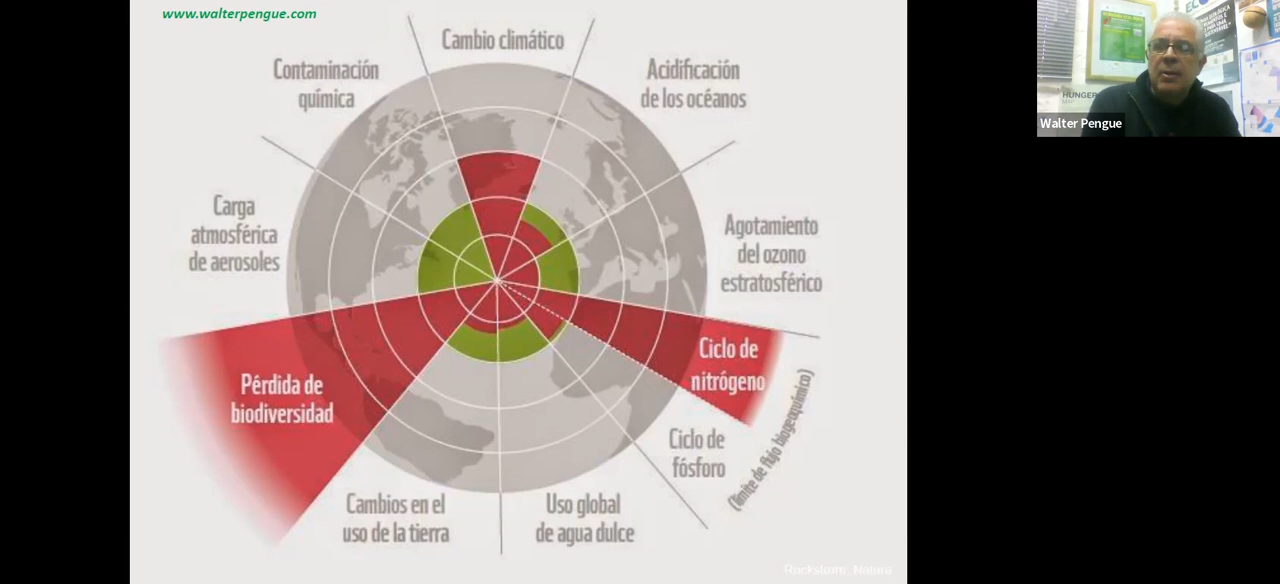 www.walterpengue.com
Cambio climático
Contaminación
química
Acidificación
de los océanos
Carga
atmosférica
de aerosoles
Agotamiento
del ozono
estratosférico
Pérdida de
biodiversidad
Ciclo de
nitrógeno
Ciclo de
fósforo
(límite de flujo biogeoquímico)
Cambios en el
uso de la tierra
Uso global
de agua dulce
Rockstrom, Nature
HUNGER
Walter Pengue